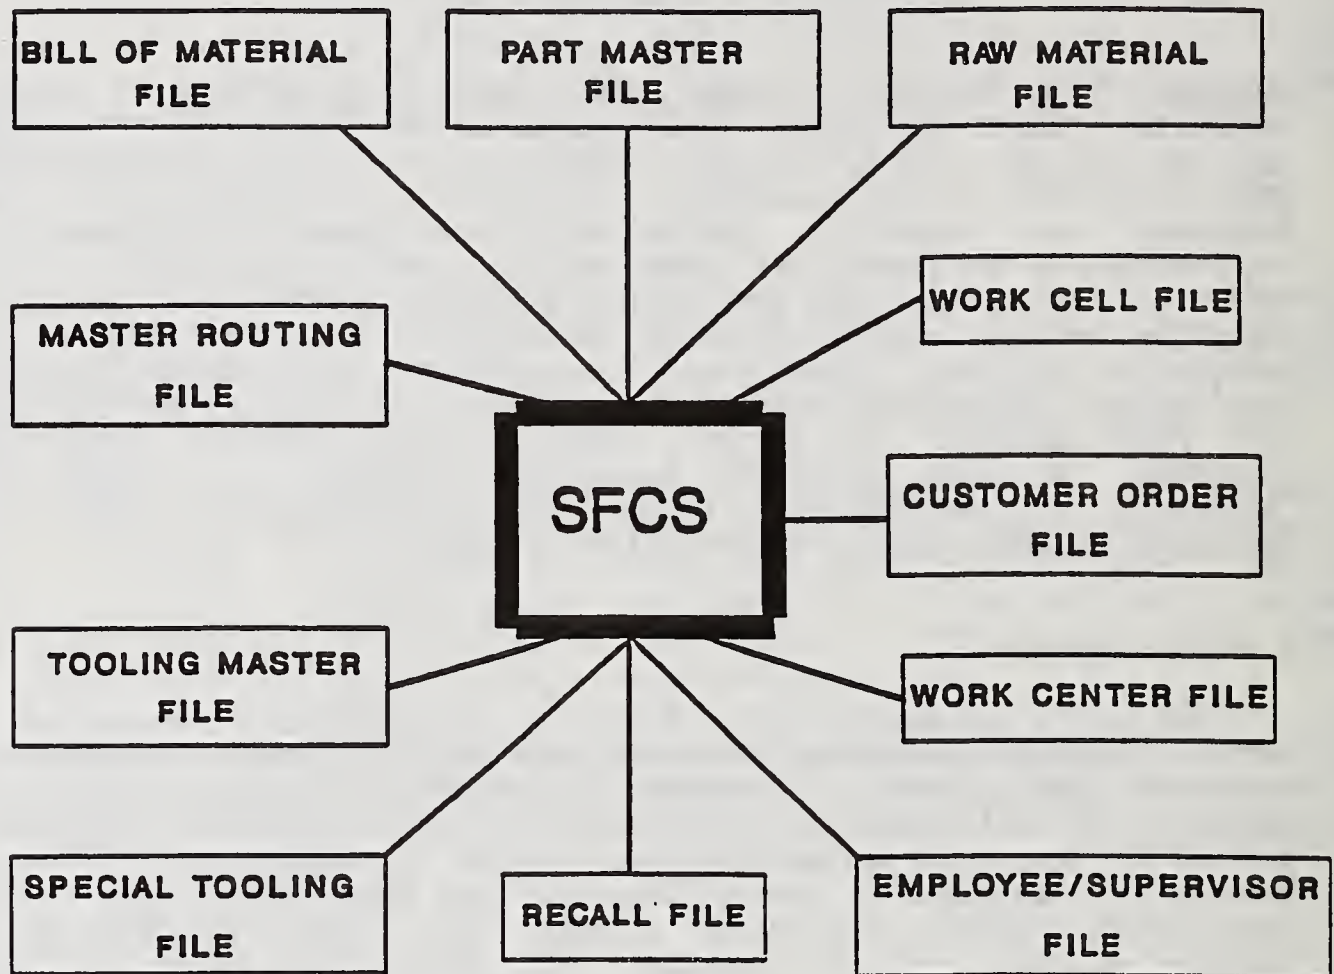 BILL OF MATERIAL
FILE
PART MASTER
FILE
RAW MATERIAL
FILE
WORK CELL FILE
MASTER ROUTING
FILE
SFCS
CUSTOMER ORDER
FILE
TOOLING MASTER
FILE
WORK CENTER FILE
SPECIAL TOOLING
FILE
RECALL FILE
EMPLOYEE/SUPERVISOR
FILE